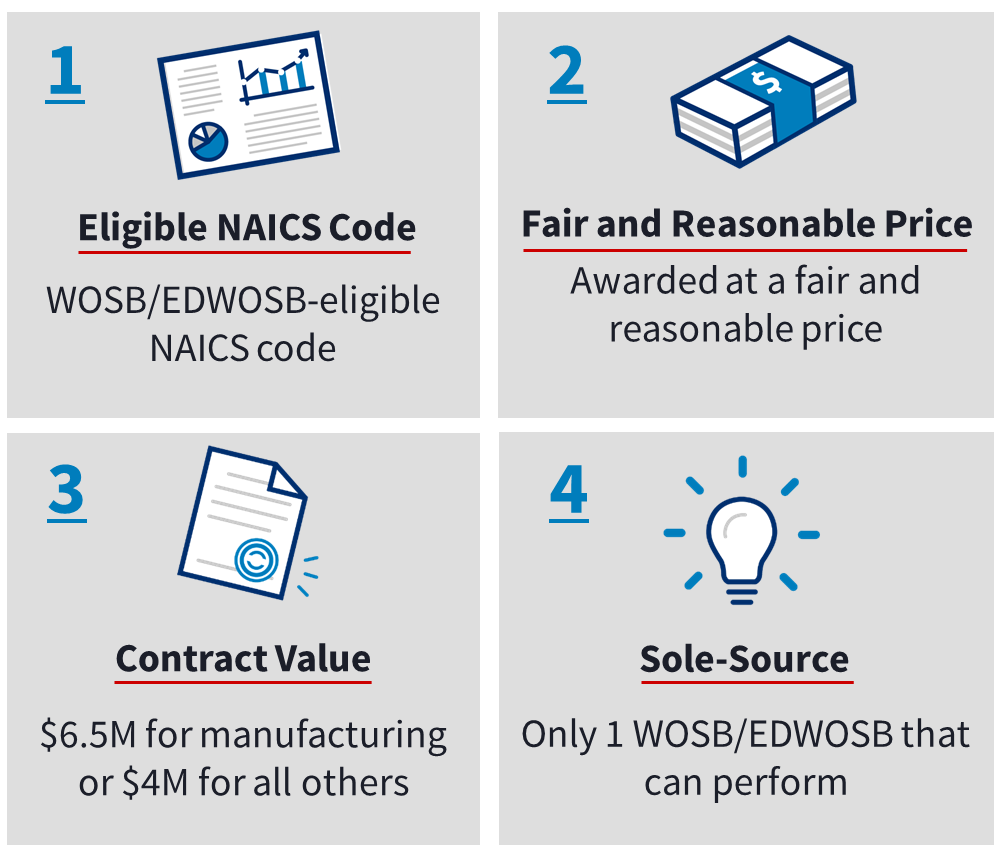 1
Eligible NAICS Code
WOSB/EDWOSB-eligible
NAICS code
2
$
Fair and Reasonable Price
Awarded at a fair and
reasonable price
3
Contract Value
$6.5M for manufacturing
or $4M for all others
4
Sole-Source
Only 1 WOSB/EDWOSB that
can perform